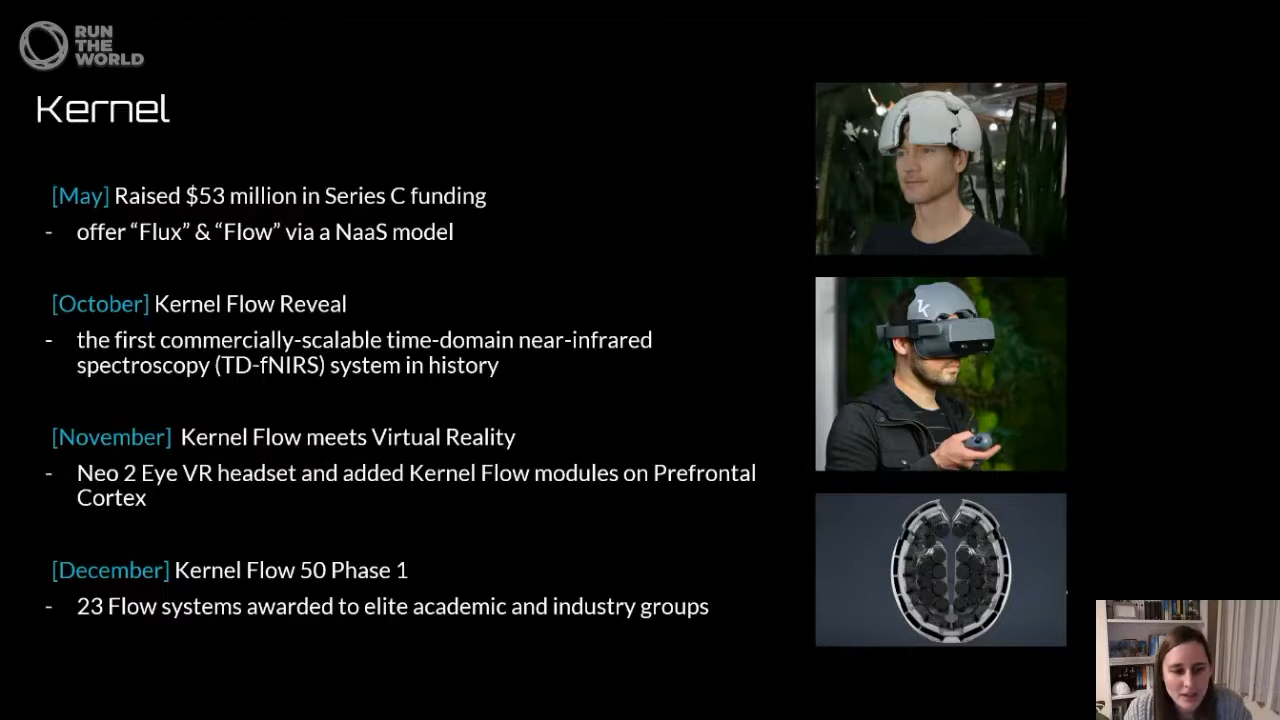 RUN
THE
WORLD
Kernel
[May] Raised $53 million in Series C funding
- offer “Flux” & “Flow” via a NaaS model
[October] Kernel Flow Reveal
- the first commercially-scalable time-domain near-infrared
spectroscopy (TD-fNIRS) system in history
[November] Kernel Flow meets Virtual Reality
- Neo 2 Eye VR headset and added Kernel Flow modules on Prefrontal
Cortex
[December] Kernel Flow 50 Phase 1
- 23 Flow systems awarded to elite academic and industry groups